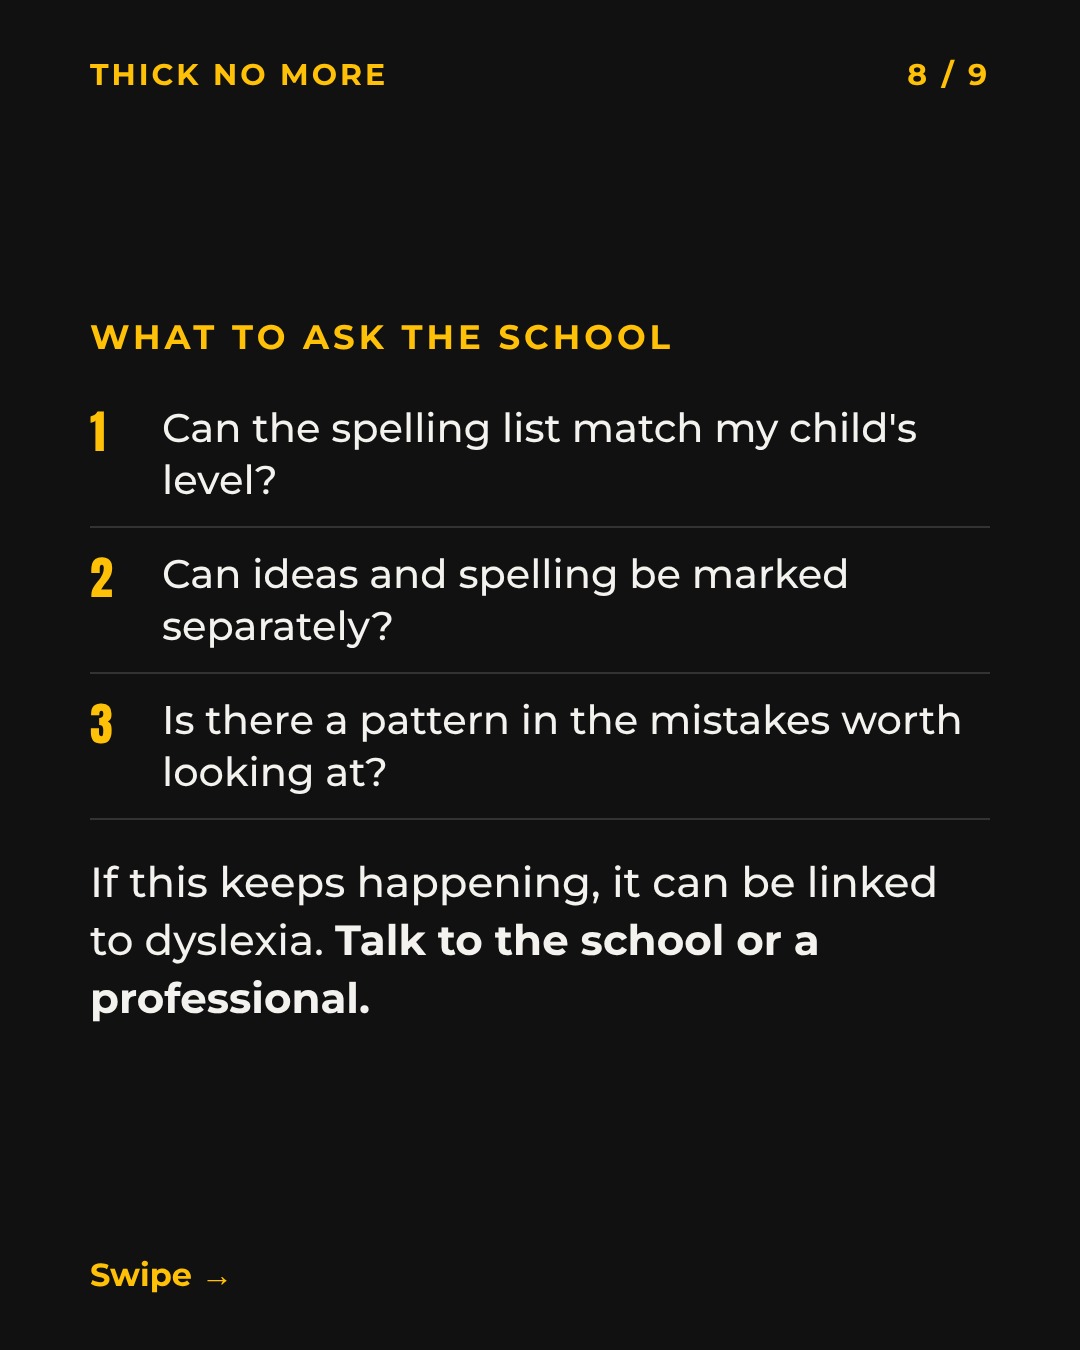 THICK NO MORE
8 / 9
WHAT TO ASK THE SCHOOL
1 Can the spelling list match my child's
level?
2 Can ideas and spelling be marked
separately?
3 Is there a pattern in the mistakes worth
looking at?
If this keeps happening, it can be linked
to dyslexia. Talk to the school or a
professional.
Swipe →